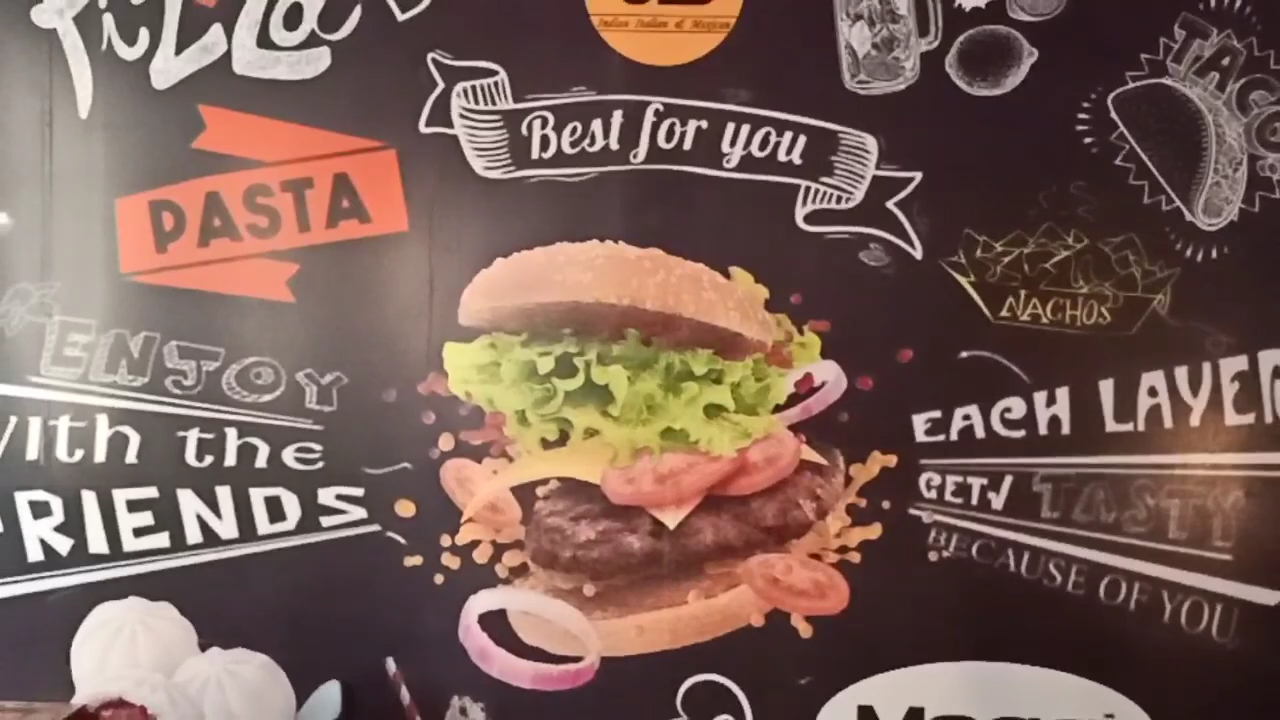 Pizza
Indian Italian & Mexican
Best for you
PASTA
TACO
NACHOS
ENJOY
with the
FRIENDS
EACH LAYER
GET
TASTY
BECAUSE OF YOU